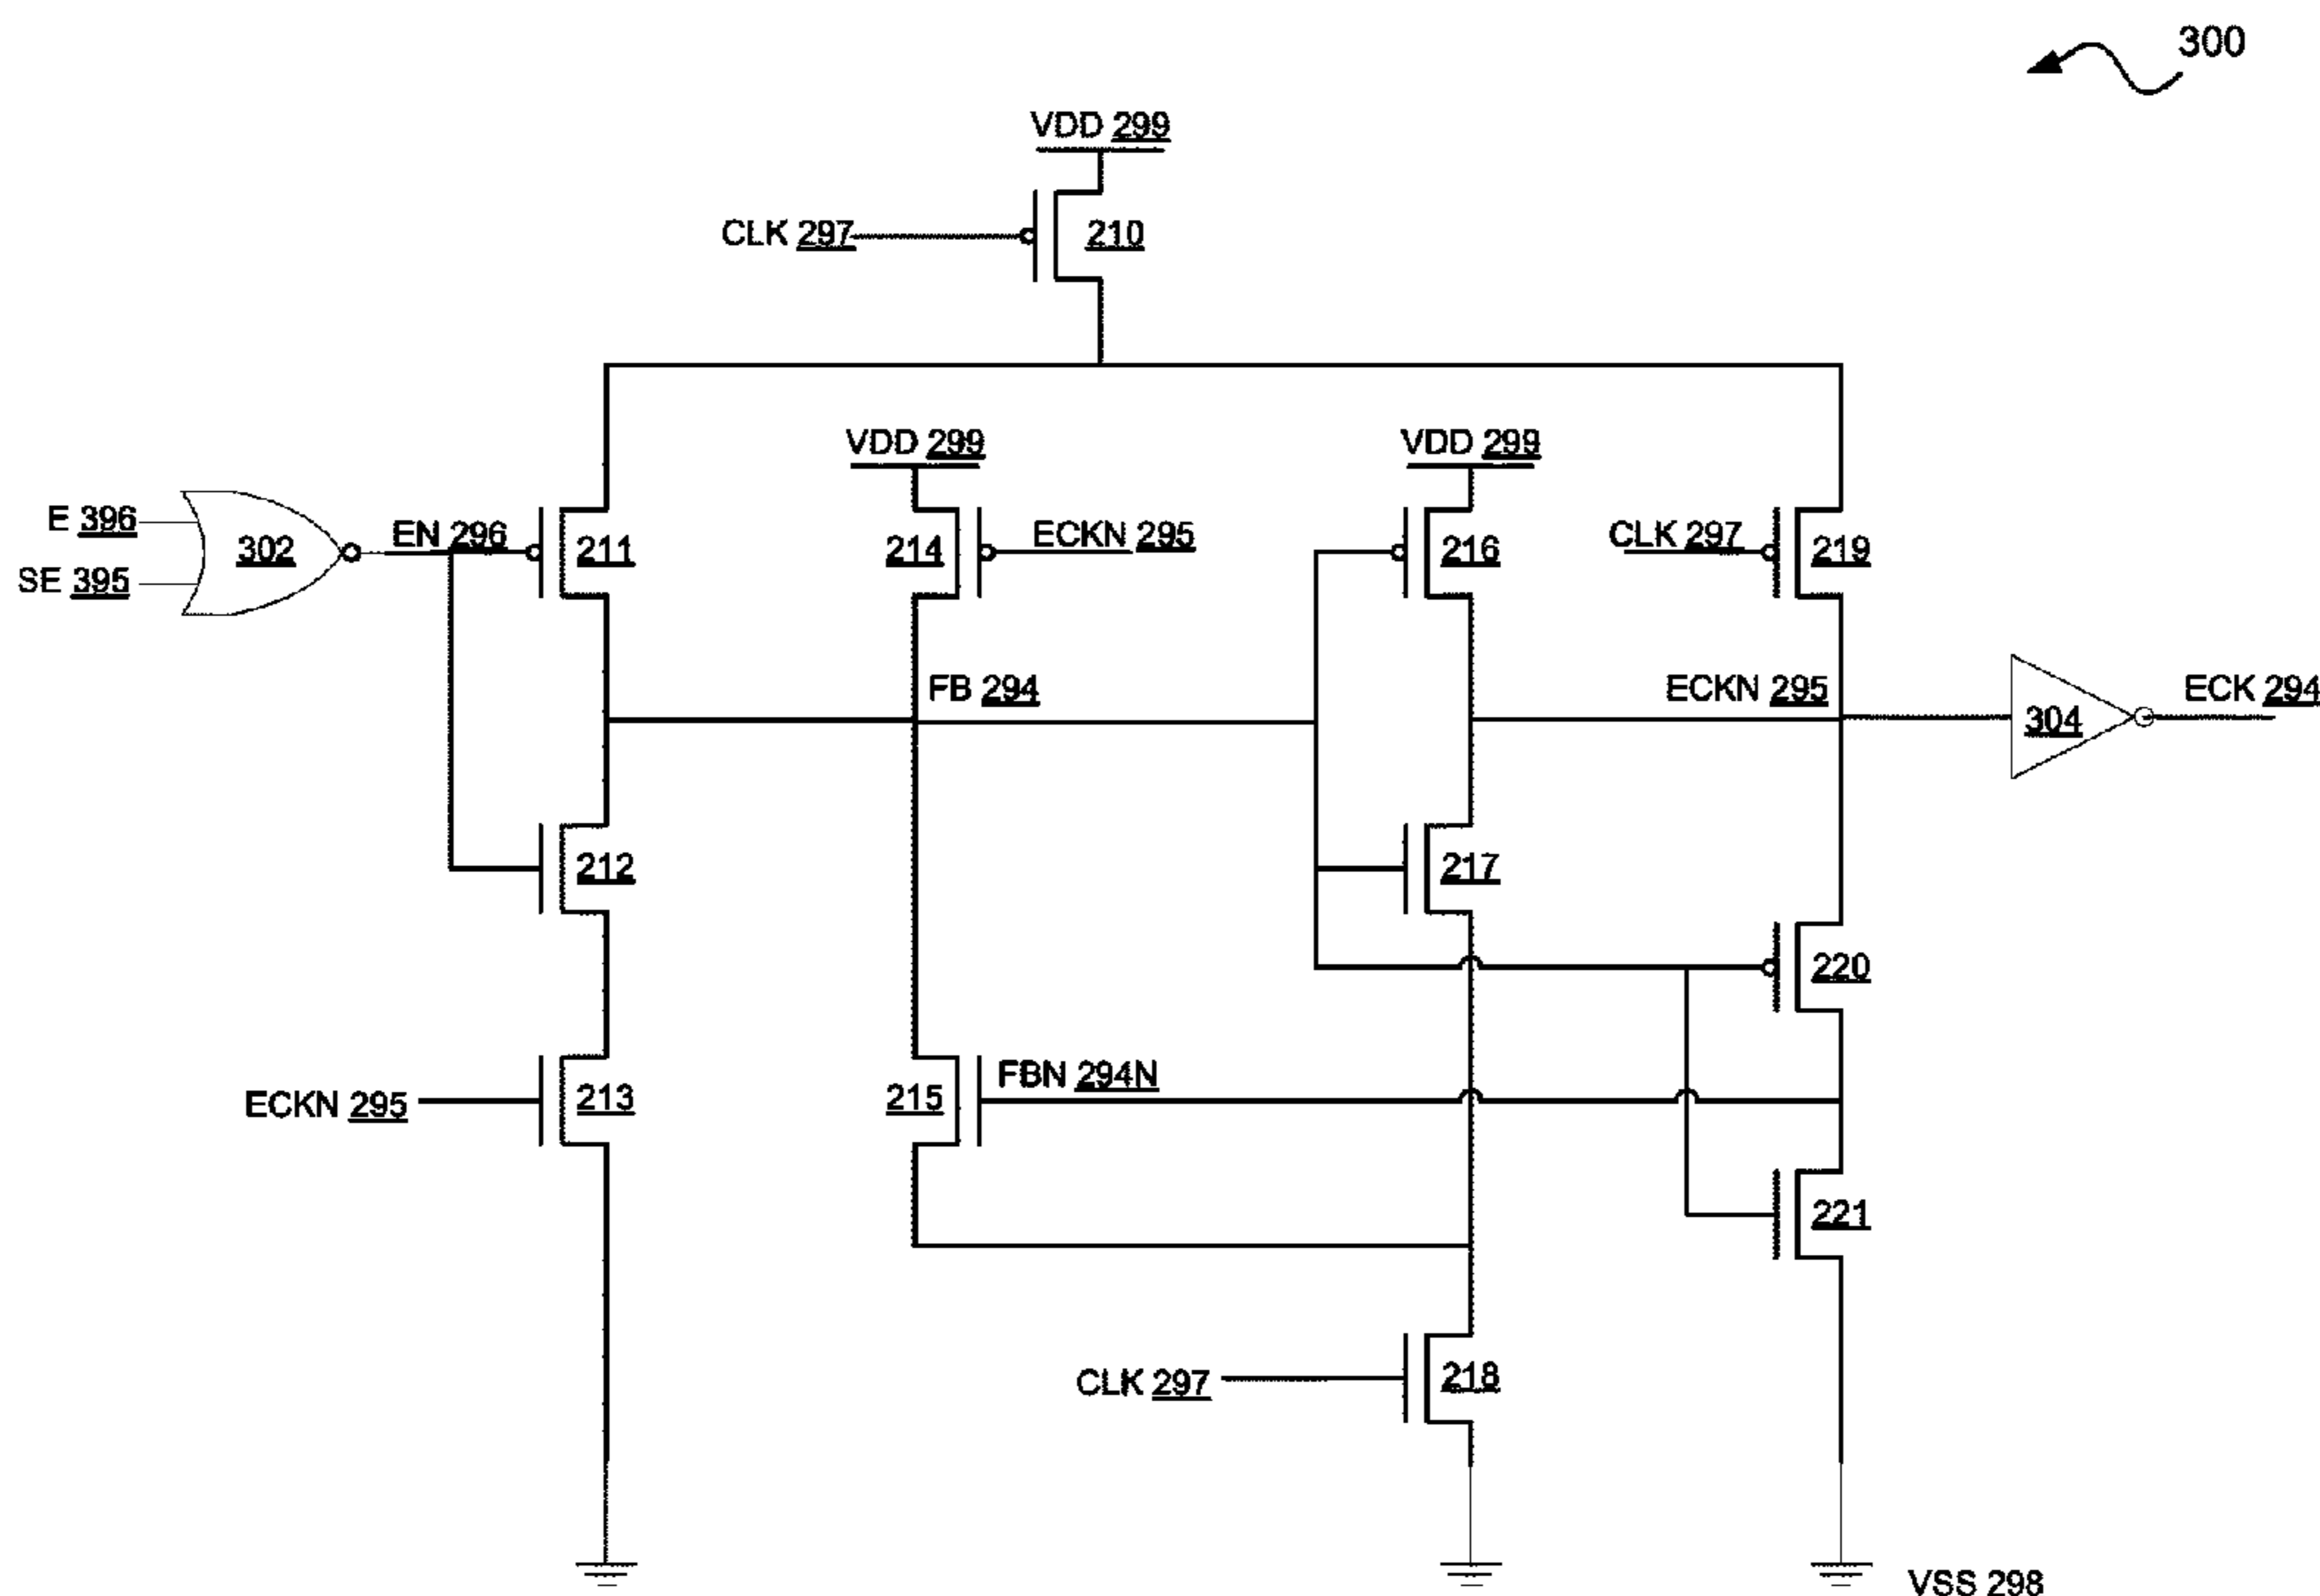 300
VDD 299
CLK 297
210
VDD 299
VDD 299
E 396
SE 395
302
EN 296
211
214
ECKN 295
216
CLK 297
219
FB 294
ECKN 295
304
ECK 294
212
217
220
ECKN 295
213
215
FBN 294N
221
CLK 297
218
VSS 298